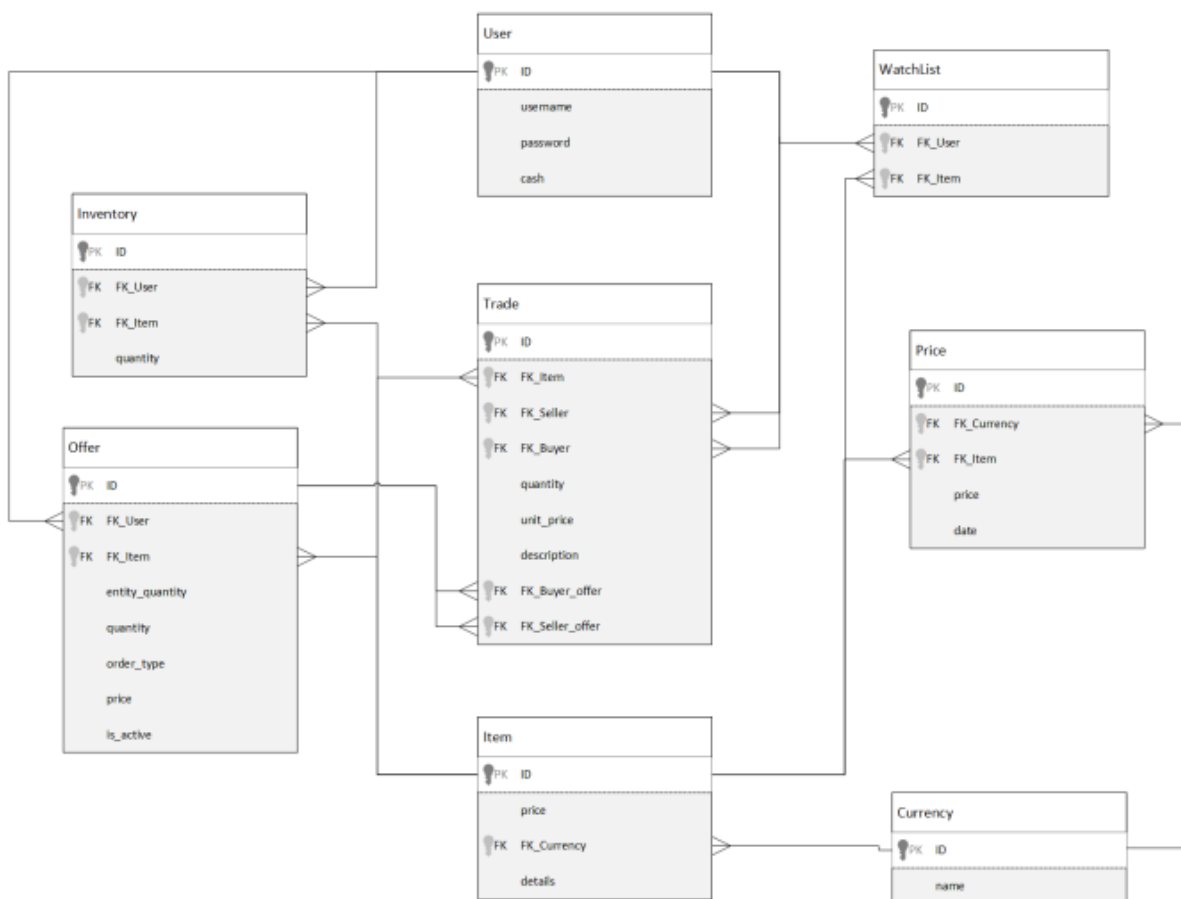 User
PK ID
username
password
cash
WatchList
PK ID
FK FK_User
FK FK_Item
Inventory
PK ID
FK FK_User
FK FK_Item
quantity
Trade
PK ID
FK FK_Item
FK FK_Seller
FK FK_Buyer
quantity
unit_price
description
FK FK_Buyer_offer
FK FK_Seller_offer
Price
PK ID
FK FK_Currency
FK FK_Item
price
date
Offer
PK ID
FK FK_User
FK FK_Item
entity_quantity
quantity
order_type
price
is_active
Item
PK ID
price
FK FK_Currency
details
Currency
PK ID
name